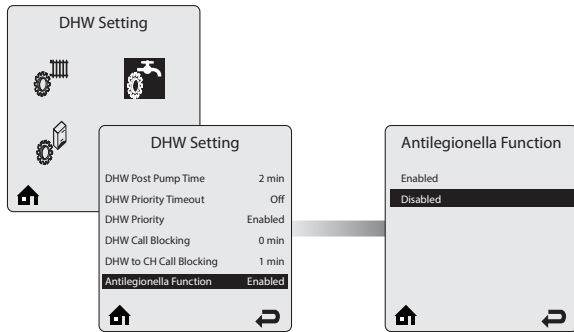 DHW Setting
DHW Setting
DHW Post Pump Time 2 min
DHW Priority Timeout Off
DHW Priority Enabled
DHW Call Blocking 0 min
DHW to CH Call Blocking 1 min
Antilegionella Function Enabled
Antilegionella Function
Enabled
Disabled